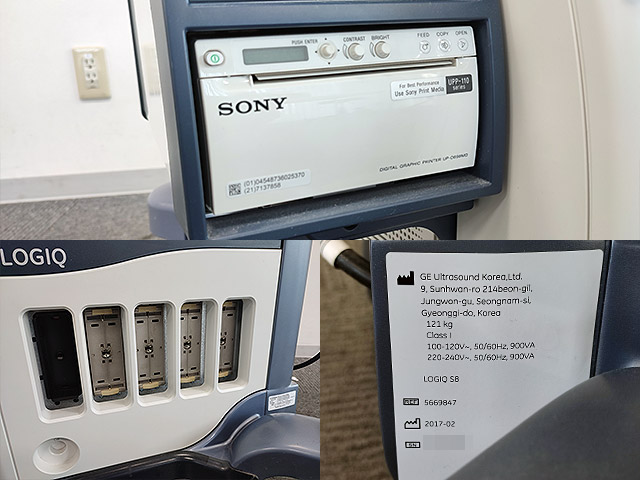 PUSH ENTER
CONTRAST
BRIGHT
FEED
COPY
OPEN
SONY
For Best Performance
Use Sony Print Media
UPP-110
series
DIGITAL GRAPHIC PRINTER UP-D898MD
(01)04548736025370
(21)7137858
LOGIQ
GE Ultrasound Korea,Ltd.
9, Sunhwan-ro 214beon-gil,
Jungwon-gu, Seongnam-si,
Gyeonggi-do, Korea
121 kg
Class I
100-120V~, 50/60Hz, 900VA
220-240V~, 50/60Hz, 900VA
LOGIQ S8
REF 5669847
2017-02
SN